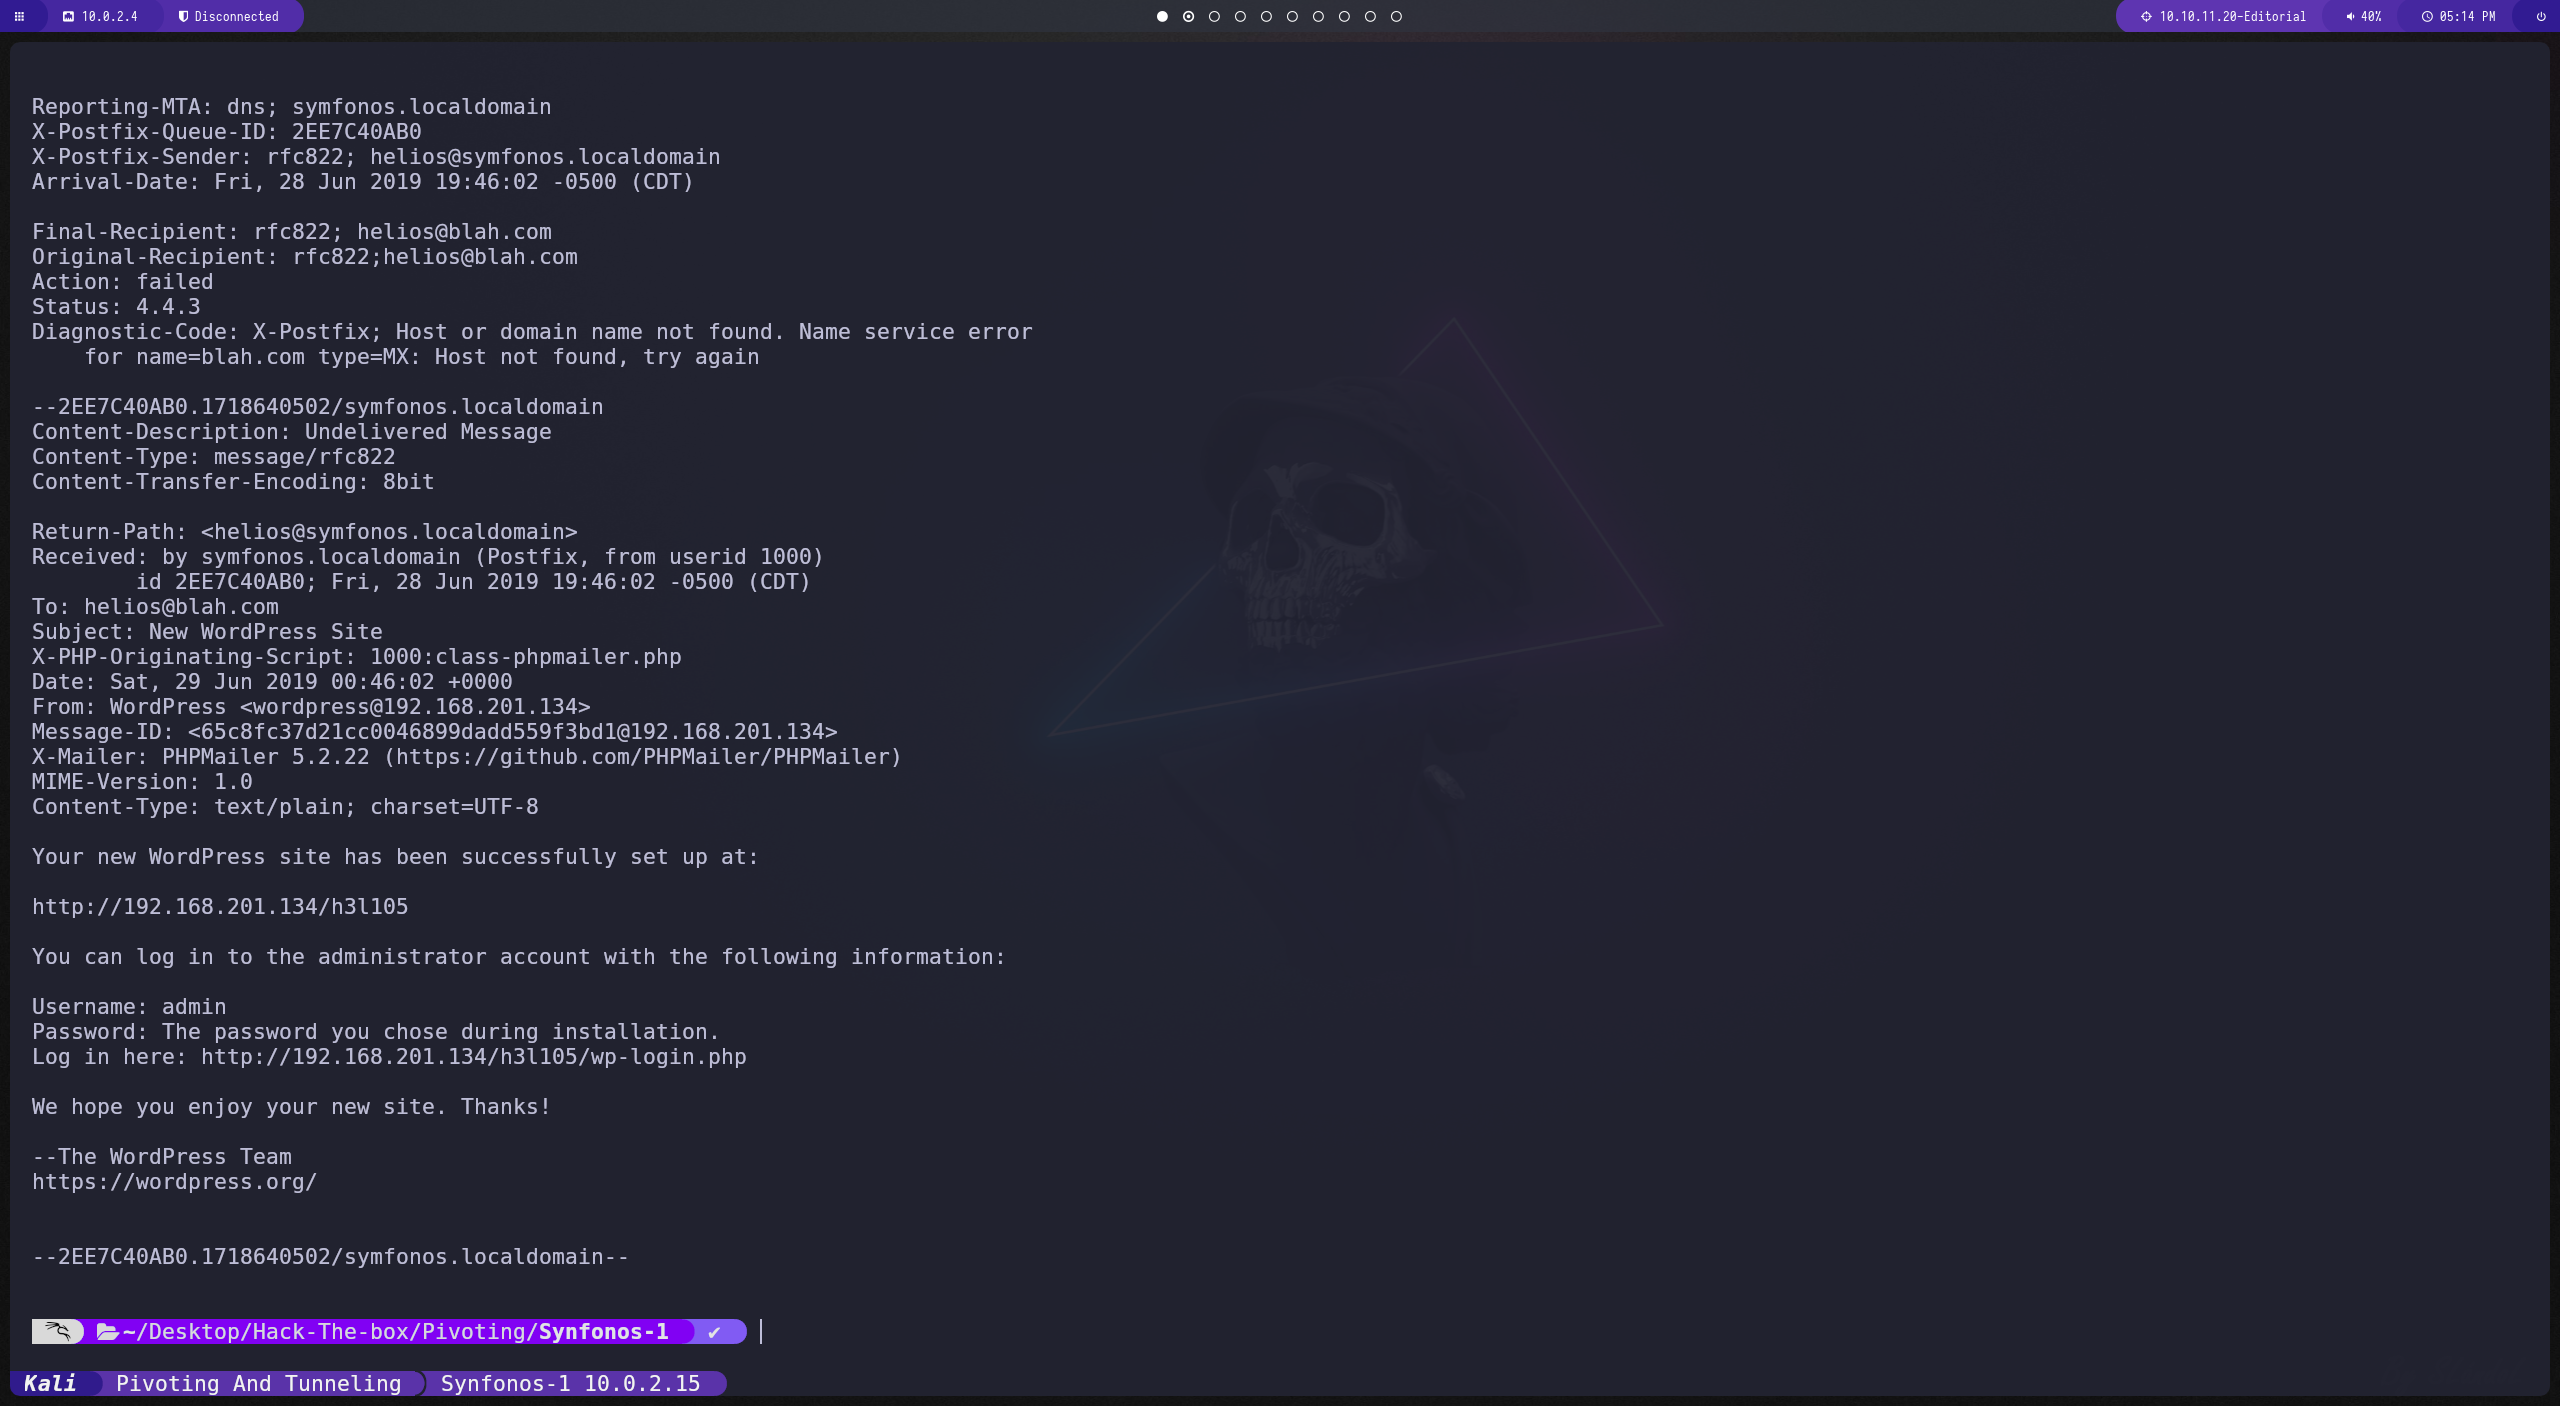 10.0.2.4 Disconnected 10.10.11.20-Editorial 40% 05:14 PM
Reporting-MTA: dns; symfonos.localdomain
X-Postfix-Queue-ID: 2EE7C40AB0
X-Postfix-Sender: rfc822; helios@symfonos.localdomain
Arrival-Date: Fri, 28 Jun 2019 19:46:02 -0500 (CDT)
Final-Recipient: rfc822; helios@blah.com
Original-Recipient: rfc822;helios@blah.com
Action: failed
Status: 4.4.3
Diagnostic-Code: X-Postfix; Host or domain name not found. Name service error
for name=blah.com type=MX: Host not found, try again
--2EE7C40AB0.1718640502/symfonos.localdomain
Content-Description: Undelivered Message
Content-Type: message/rfc822
Content-Transfer-Encoding: 8bit
Return-Path: <helios@symfonos.localdomain>
Received: by symfonos.localdomain (Postfix, from userid 1000)
id 2EE7C40AB0; Fri, 28 Jun 2019 19:46:02 -0500 (CDT)
To: helios@blah.com
Subject: New WordPress Site
X-PHP-Originating-Script: 1000:class-phpmailer.php
Date: Sat, 29 Jun 2019 00:46:02 +0000
From: WordPress <wordpress@192.168.201.134>
Message-ID: <65c8fc37d21cc0046899dadd559f3bd1@192.168.201.134>
X-Mailer: PHPMailer 5.2.22 (https://github.com/PHPMailer/PHPMailer)
MIME-Version: 1.0
Content-Type: text/plain; charset=UTF-8
Your new WordPress site has been successfully set up at:
http://192.168.201.134/h3l105
You can log in to the administrator account with the following information:
Username: admin
Password: The password you chose during installation.
Log in here: http://192.168.201.134/h3l105/wp-login.php
We hope you enjoy your new site. Thanks!
--The WordPress Team
https://wordpress.org/
--2EE7C40AB0.1718640502/symfonos.localdomain--
~/Desktop/Hack-The-box/Pivoting/Synfonos-1 ✔
Kali Pivoting And Tunneling Synfonos-1 10.0.2.15